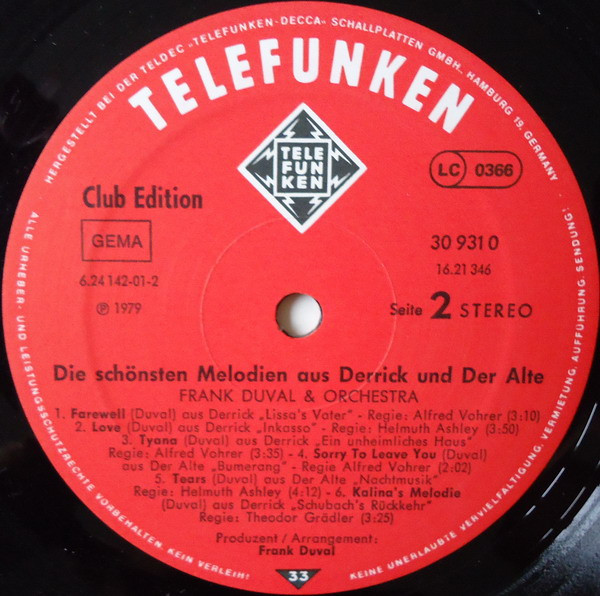 HERGESTELLT BEI DER TELDEC »TELEFUNKEN-DECCA« SCHALLPLATTEN GMBH., HAMBURG 19, GERMANY
TELEFUNKEN
TELE
FUN
KEN
LC 0366
Club Edition
GEMA
6.24 142-01-2
℗ 1979
30 931 0
16.21 346
Seite 2 STEREO
Die schönsten Melodien aus Derrick und Der Alte
FRANK DUVAL & ORCHESTRA
1. Farewell (Duval) aus Derrick „Lissa's Vater" - Regie: Alfred Vohrer (3:10)
2. Love (Duval) aus Derrick „Inkasso" - Regie: Helmuth Ashley (3:50)
3. Tyana (Duval) aus Derrick „Ein unheimliches Haus"
Regie: Alfred Vohrer (3:35) - 4. Sorry To Leave You (Duval)
aus Der Alte „Bumerang" - Regie Alfred Vohrer (2:02)
5. Tears (Duval) aus Der Alte „Nachtmusik"
Regie: Helmuth Ashley (4:12) - 6. Kalina's Melodie
(Duval) aus Derrick „Schubach's Rückkehr"
Regie: Theodor Grädler (3:25)
Produzent / Arrangement:
Frank Duval
33
ALLE URHEBER- UND LEISTUNGSSCHUTZRECHTE VORBEHALTEN KEIN VERLEIH!
KEINE UNERLAUBTE VERVIELFÄLTIGUNG, VERMIETUNG, AUFFÜHRUNG, SENDUNG!